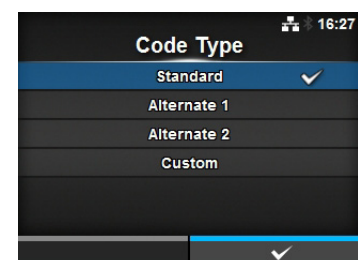 16:27
Code Type
Standard
Alternate 1
Alternate 2
Custom